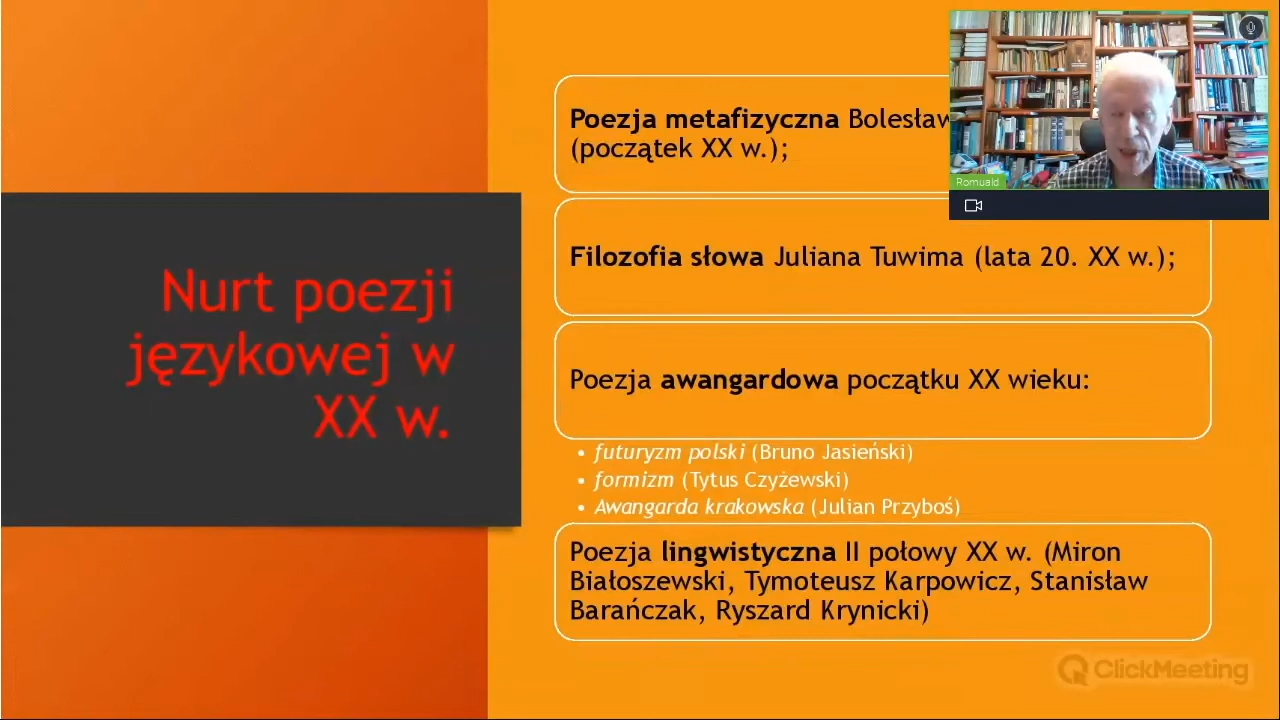 Nurt poezji
językowej w
XX w.
Poezja metafizyczna Bolesław
(początek XX w.);
Filozofia słowa Juliana Tuwima (lata 20. XX w.);
Poezja awangardowa początku XX wieku:
• futuryzm polski (Bruno Jasieński)
• formizm (Tytus Czyżewski)
• Awangarda krakowska (Julian Przyboś)
Poezja lingwistyczna II połowy XX w. (Miron
Białoszewski, Tymoteusz Karpowicz, Stanisław
Barańczak, Ryszard Krynicki)
Romuald
ClickMeeting